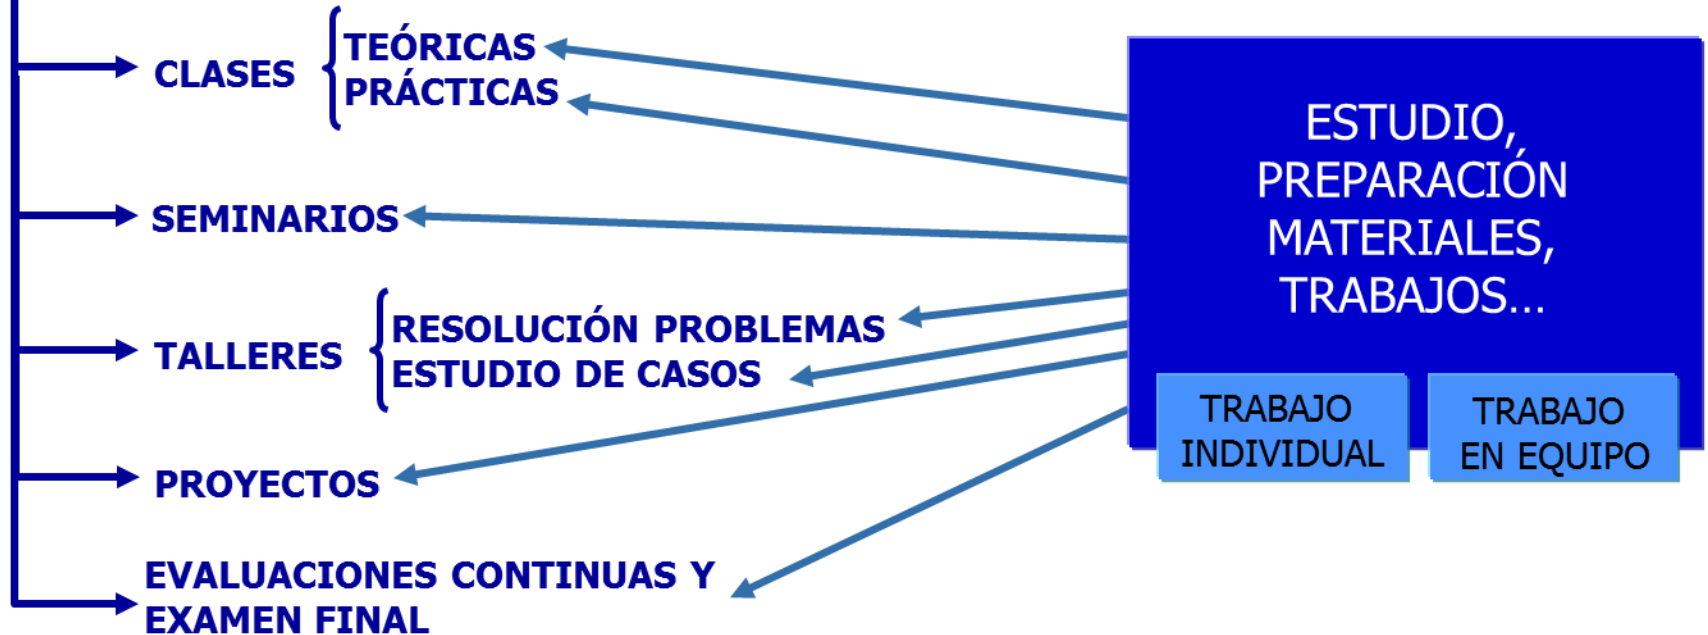 CLASES
TEÓRICAS
PRÁCTICAS
SEMINARIOS
TALLERES
RESOLUCIÓN PROBLEMAS
ESTUDIO DE CASOS
PROYECTOS
EVALUACIONES CONTINUAS Y
EXAMEN FINAL
ESTUDIO,
PREPARACIÓN
MATERIALES,
TRABAJOS...
TRABAJO
INDIVIDUAL
TRABAJO
EN EQUIPO